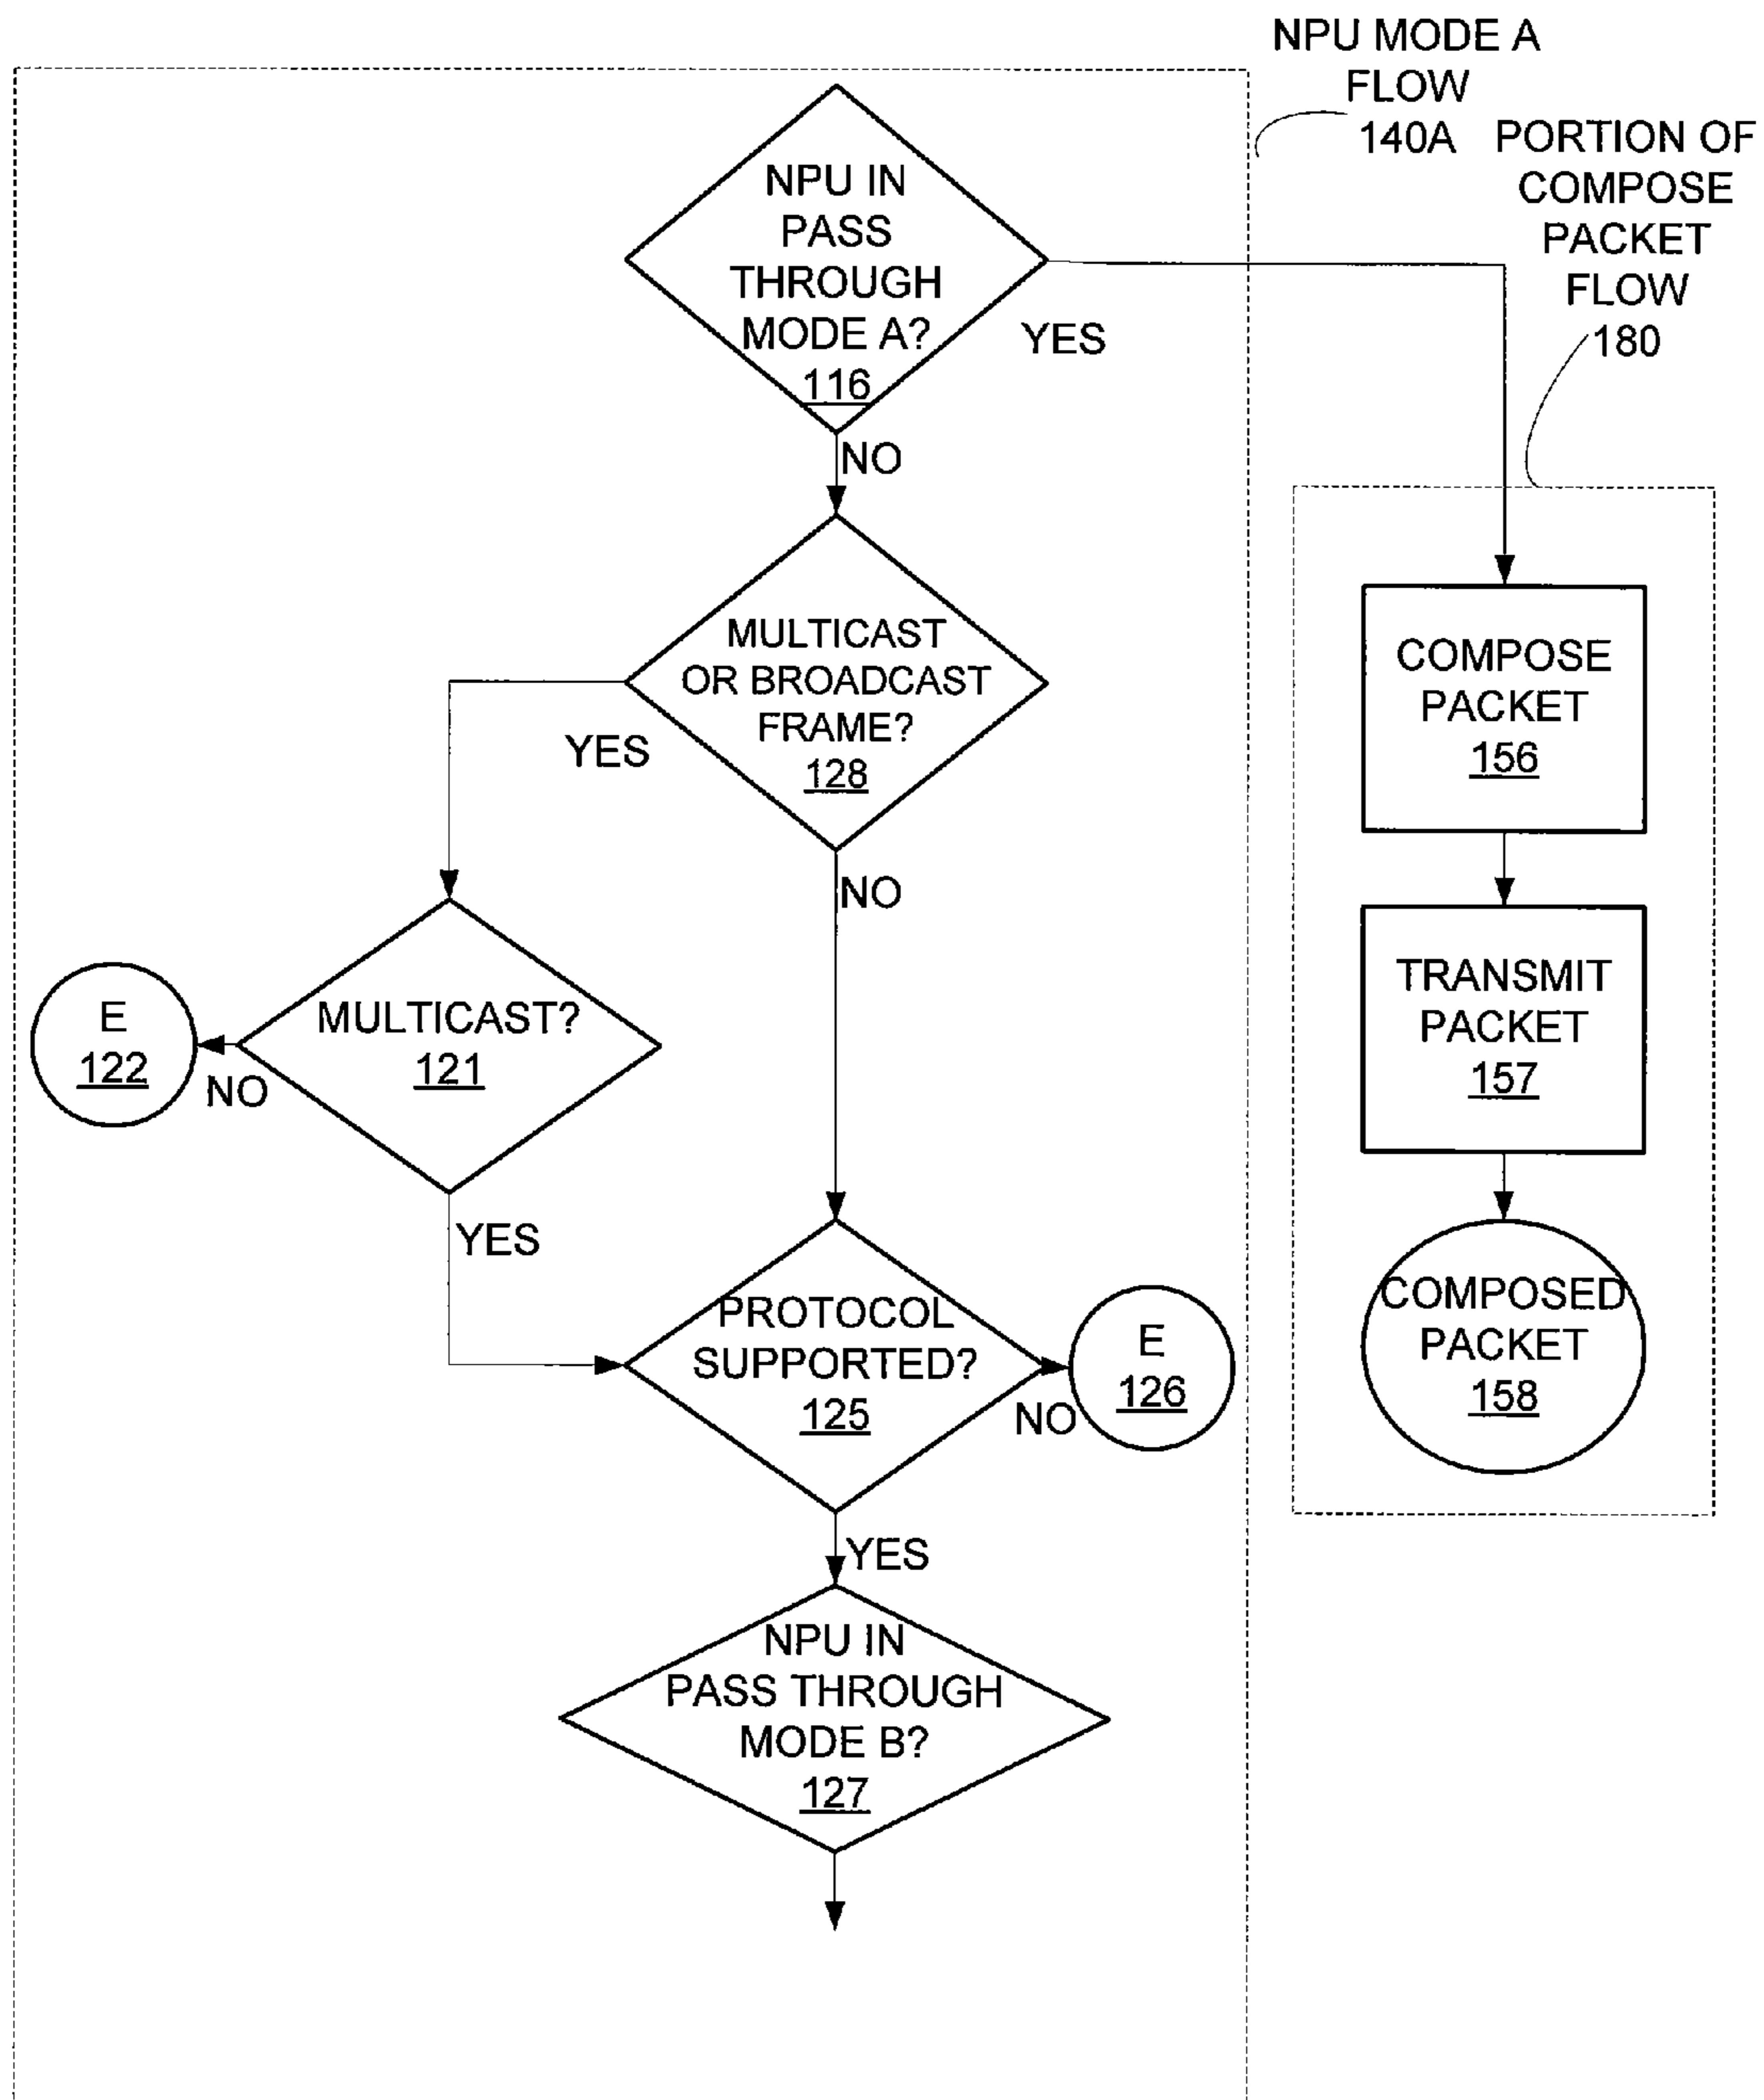 NPU MODE A
FLOW
140A
PORTION OF
COMPOSE
PACKET
FLOW
180
NPU IN
PASS
THROUGH
MODE A?
116
YES
NO
MULTICAST
OR BROADCAST
FRAME?
128
YES
NO
COMPOSE
PACKET
156
TRANSMIT
PACKET
157
COMPOSED
PACKET
158
E
122
NO
MULTICAST?
121
YES
PROTOCOL
SUPPORTED?
125
NO
E
126
YES
NPU IN
PASS THROUGH
MODE B?
127